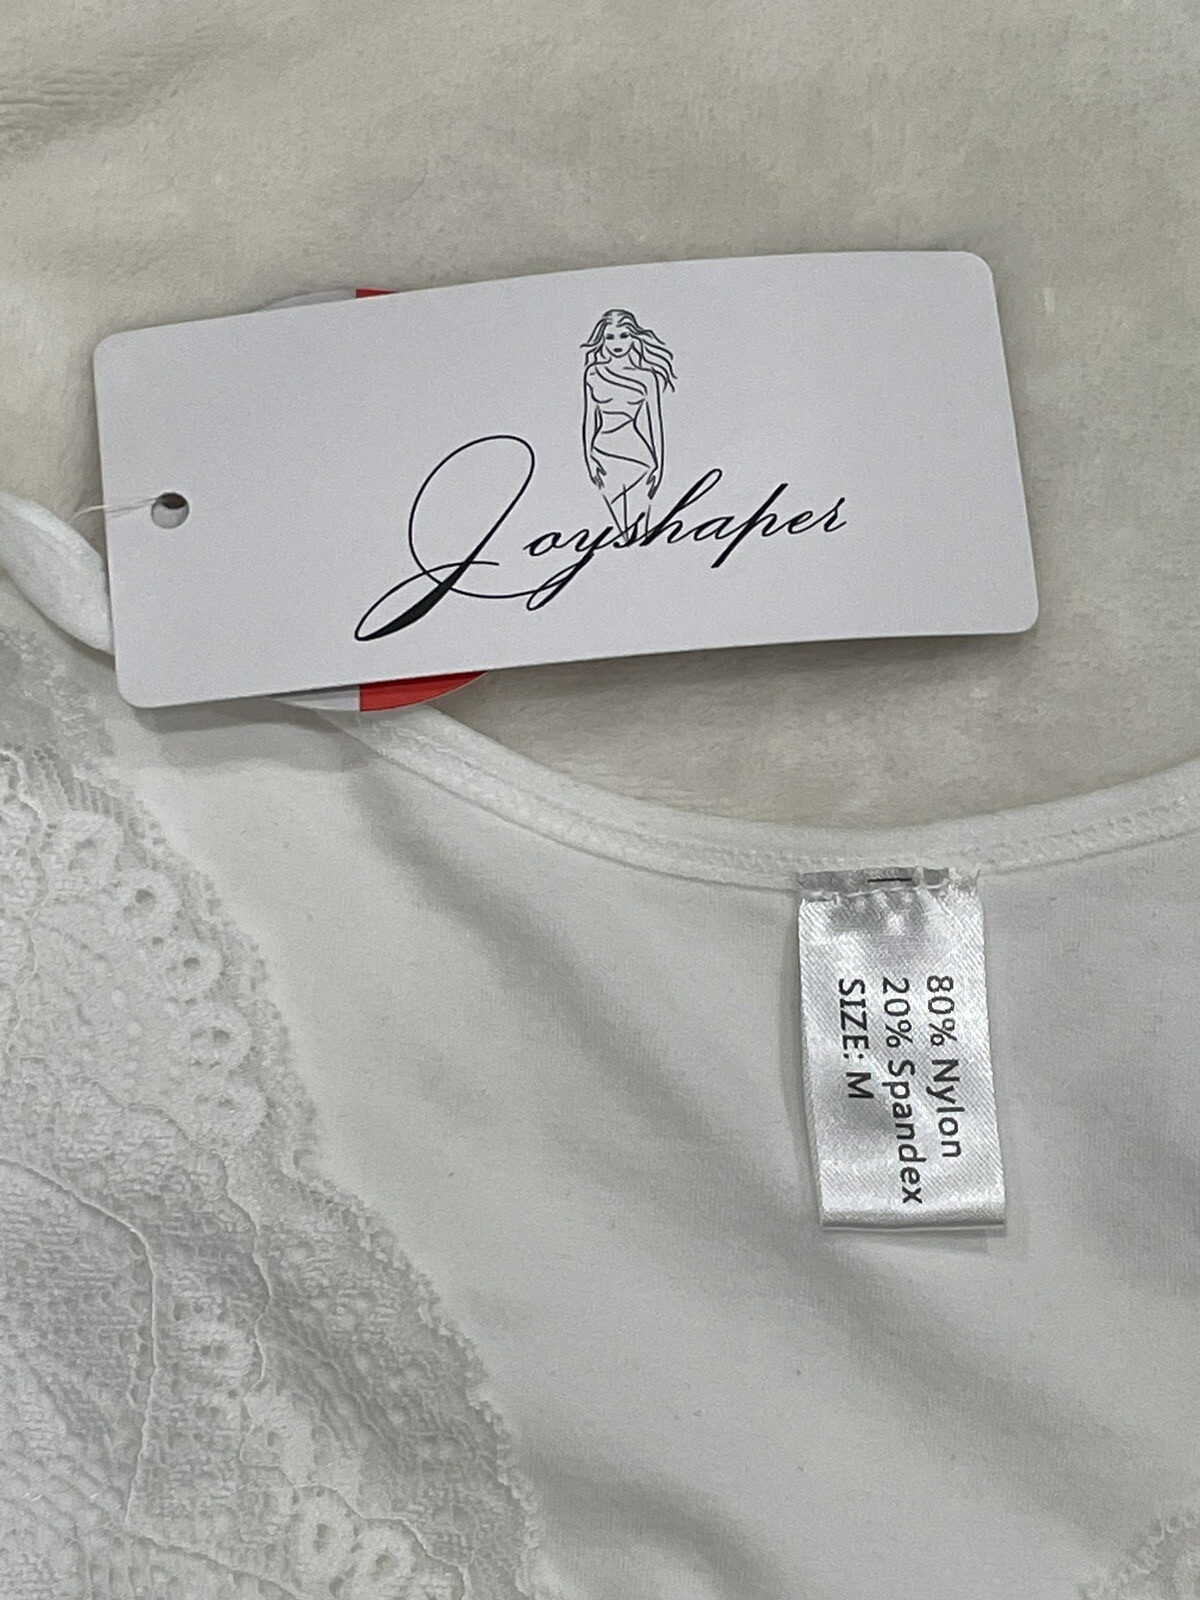 Joyshaper
80% Nylon
20% Spandex
SIZE: M